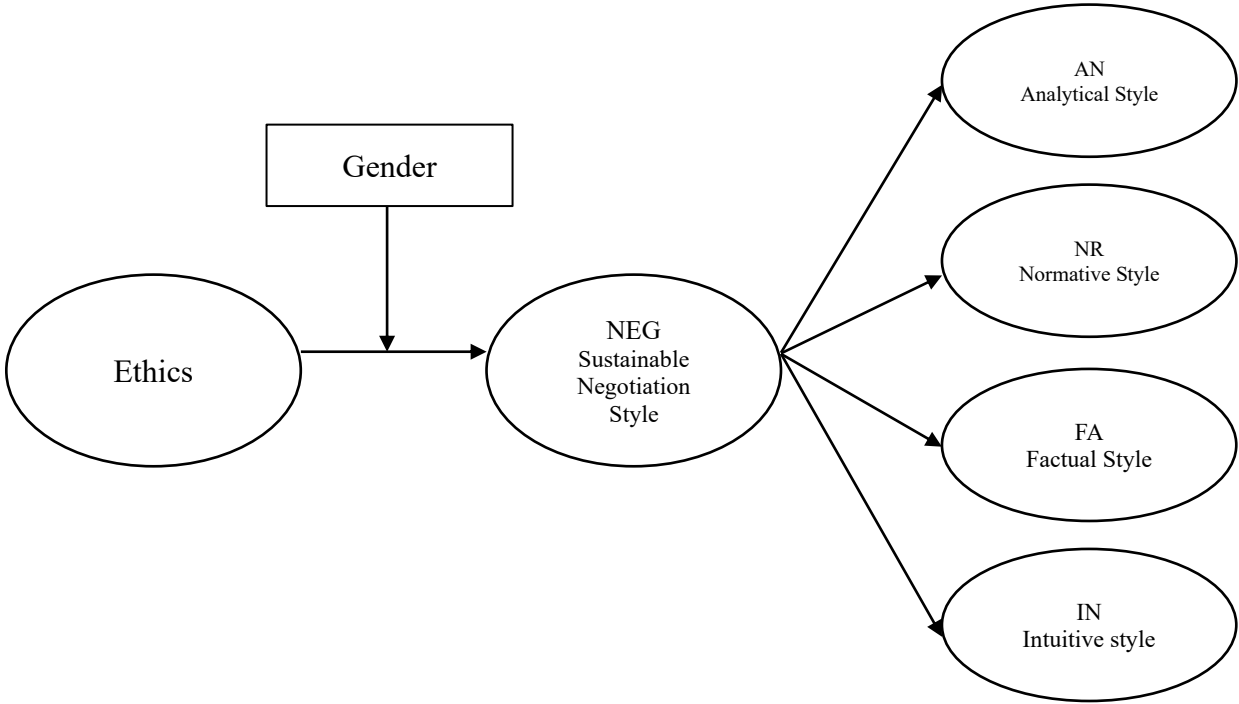 Gender
Ethics
NEG
Sustainable
Negotiation
Style
AN
Analytical Style
NR
Normative Style
FA
Factual Style
IN
Intuitive style